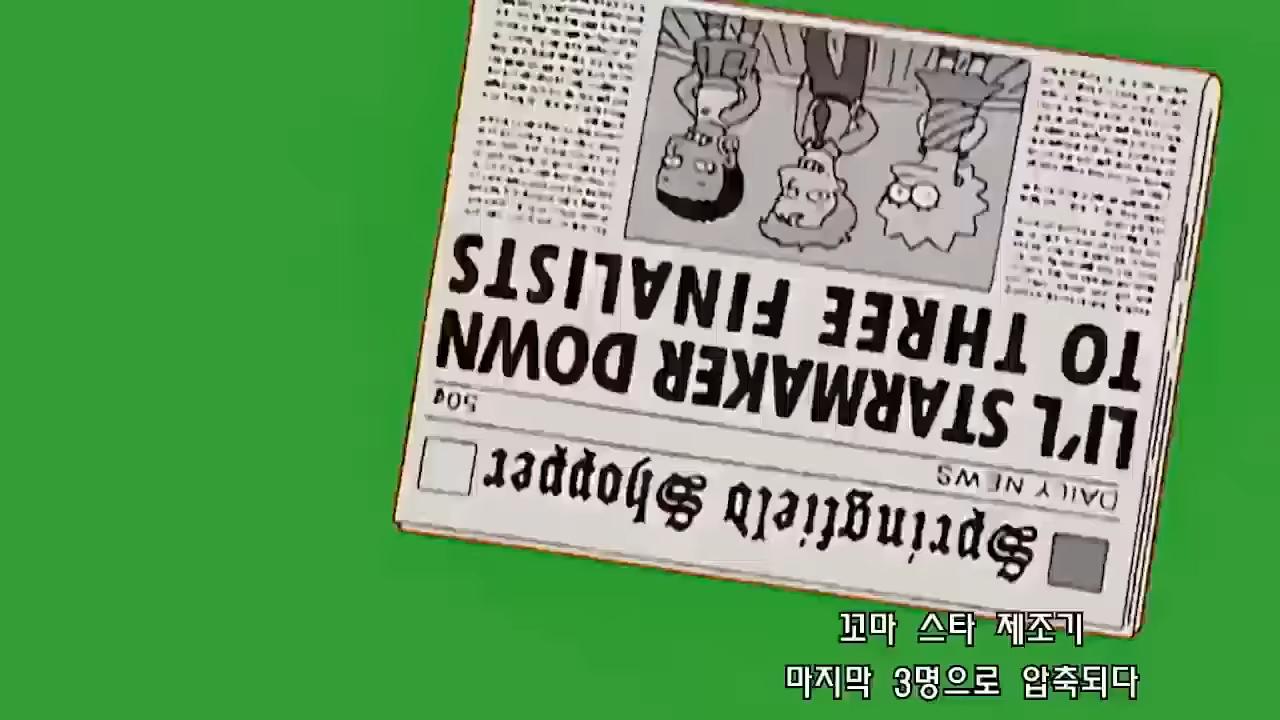 Springfield Shopper
DAILY NEWS 50¢
LI'L STARMAKER DOWN
TO THREE FINALISTS
꼬마 스타 제조기
마지막 3명으로 압축되다